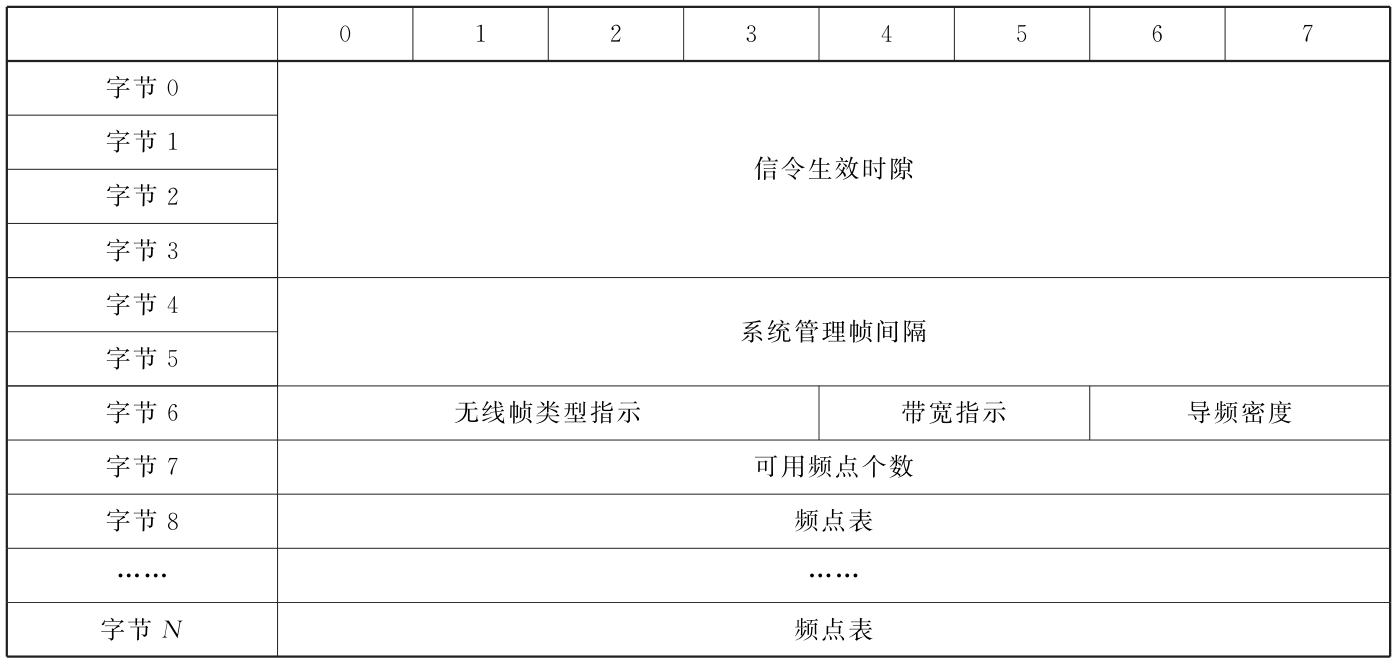 0 1 2 3 4 5 6 7
字节 0
字节 1
信令生效时隙
字节 2
字节 3
字节 4
系统管理帧间隔
字节 5
字节 6 无线帧类型指示 带宽指示 导频密度
字节 7 可用频点个数
字节 8 频点表
…… ……
字节 N 频点表